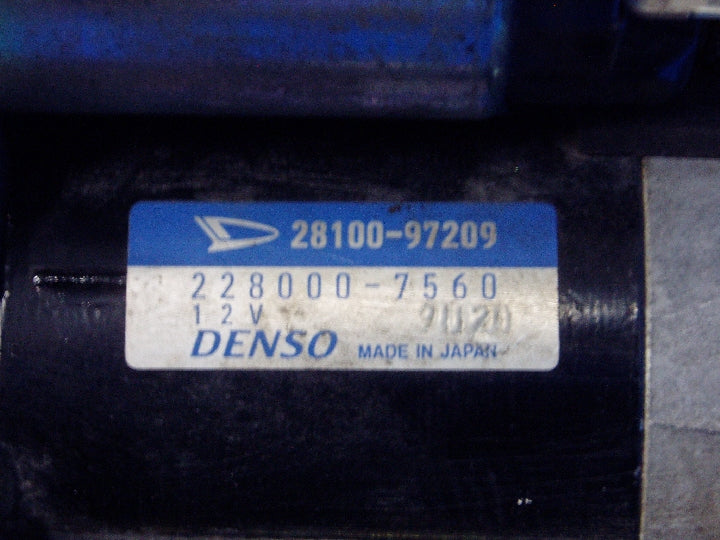 28100-97209
228000-7560
12V
DENSO MADE IN JAPAN